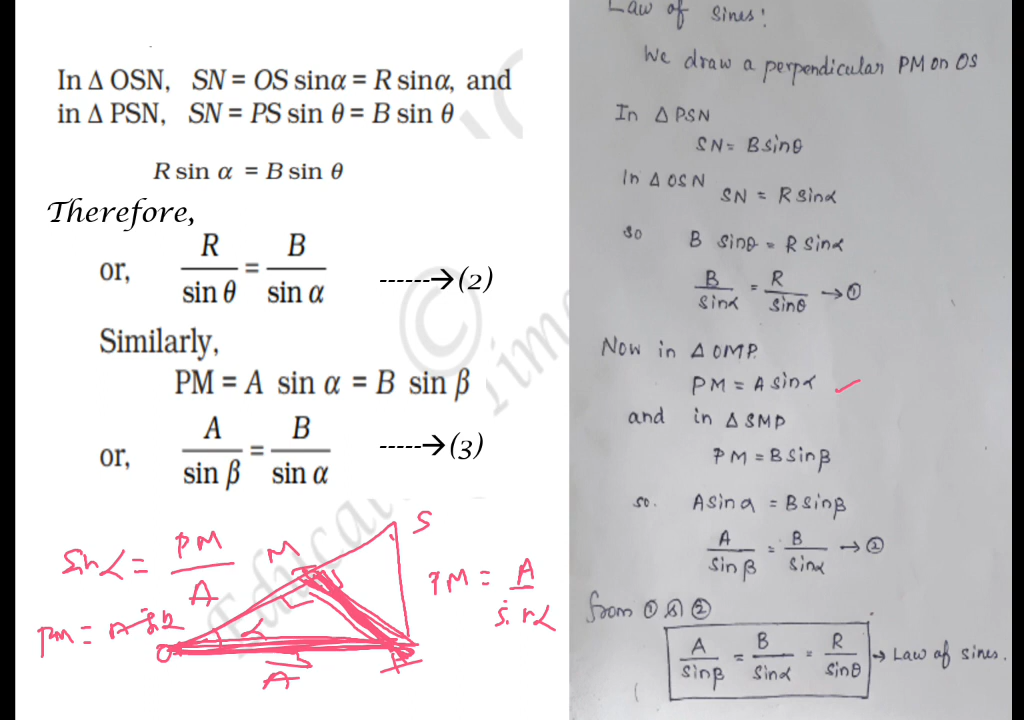 In Δ OSN, SN = OS sinα = R sinα, and
in Δ PSN, SN = PS sin θ = B sin θ
R sin α = B sin θ
Therefore,
or, R/sin θ = B/sin α ------→(2)
Similarly,
PM = A sin α = B sin β
or, A/sin β = B/sin α -----→(3)
sin α = PM/A
PM = A sin α
M
S
O
α
A
P
PM = A/sin α
©
Time
Educat
Law of Sines:
We draw a perpendicular PM on OS
In Δ PSN
SN = B sinθ
In Δ OSN
SN = R sinα
so B sinθ = R sinα
B/sinα = R/sinθ → ①
Now in Δ OMP.
PM = A sinα
and in Δ SMP
PM = B sinβ
so. A sinα = B sinβ
A/sinβ = B/sinα → ②
from ① & ②
A/sinβ = B/sinα = R/sinθ → Law of sines.